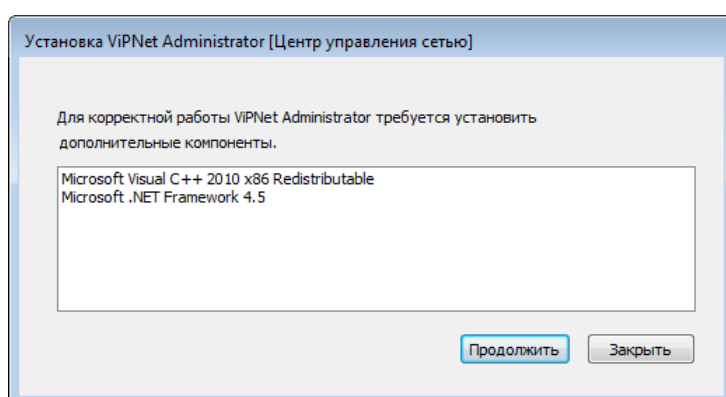 Установка ViPNet Administrator [Центр управления сетью]
Для корректной работы ViPNet Administrator требуется установить
дополнительные компоненты.
Microsoft Visual C++ 2010 x86 Redistributable
Microsoft .NET Framework 4.5
Продолжить
Закрыть